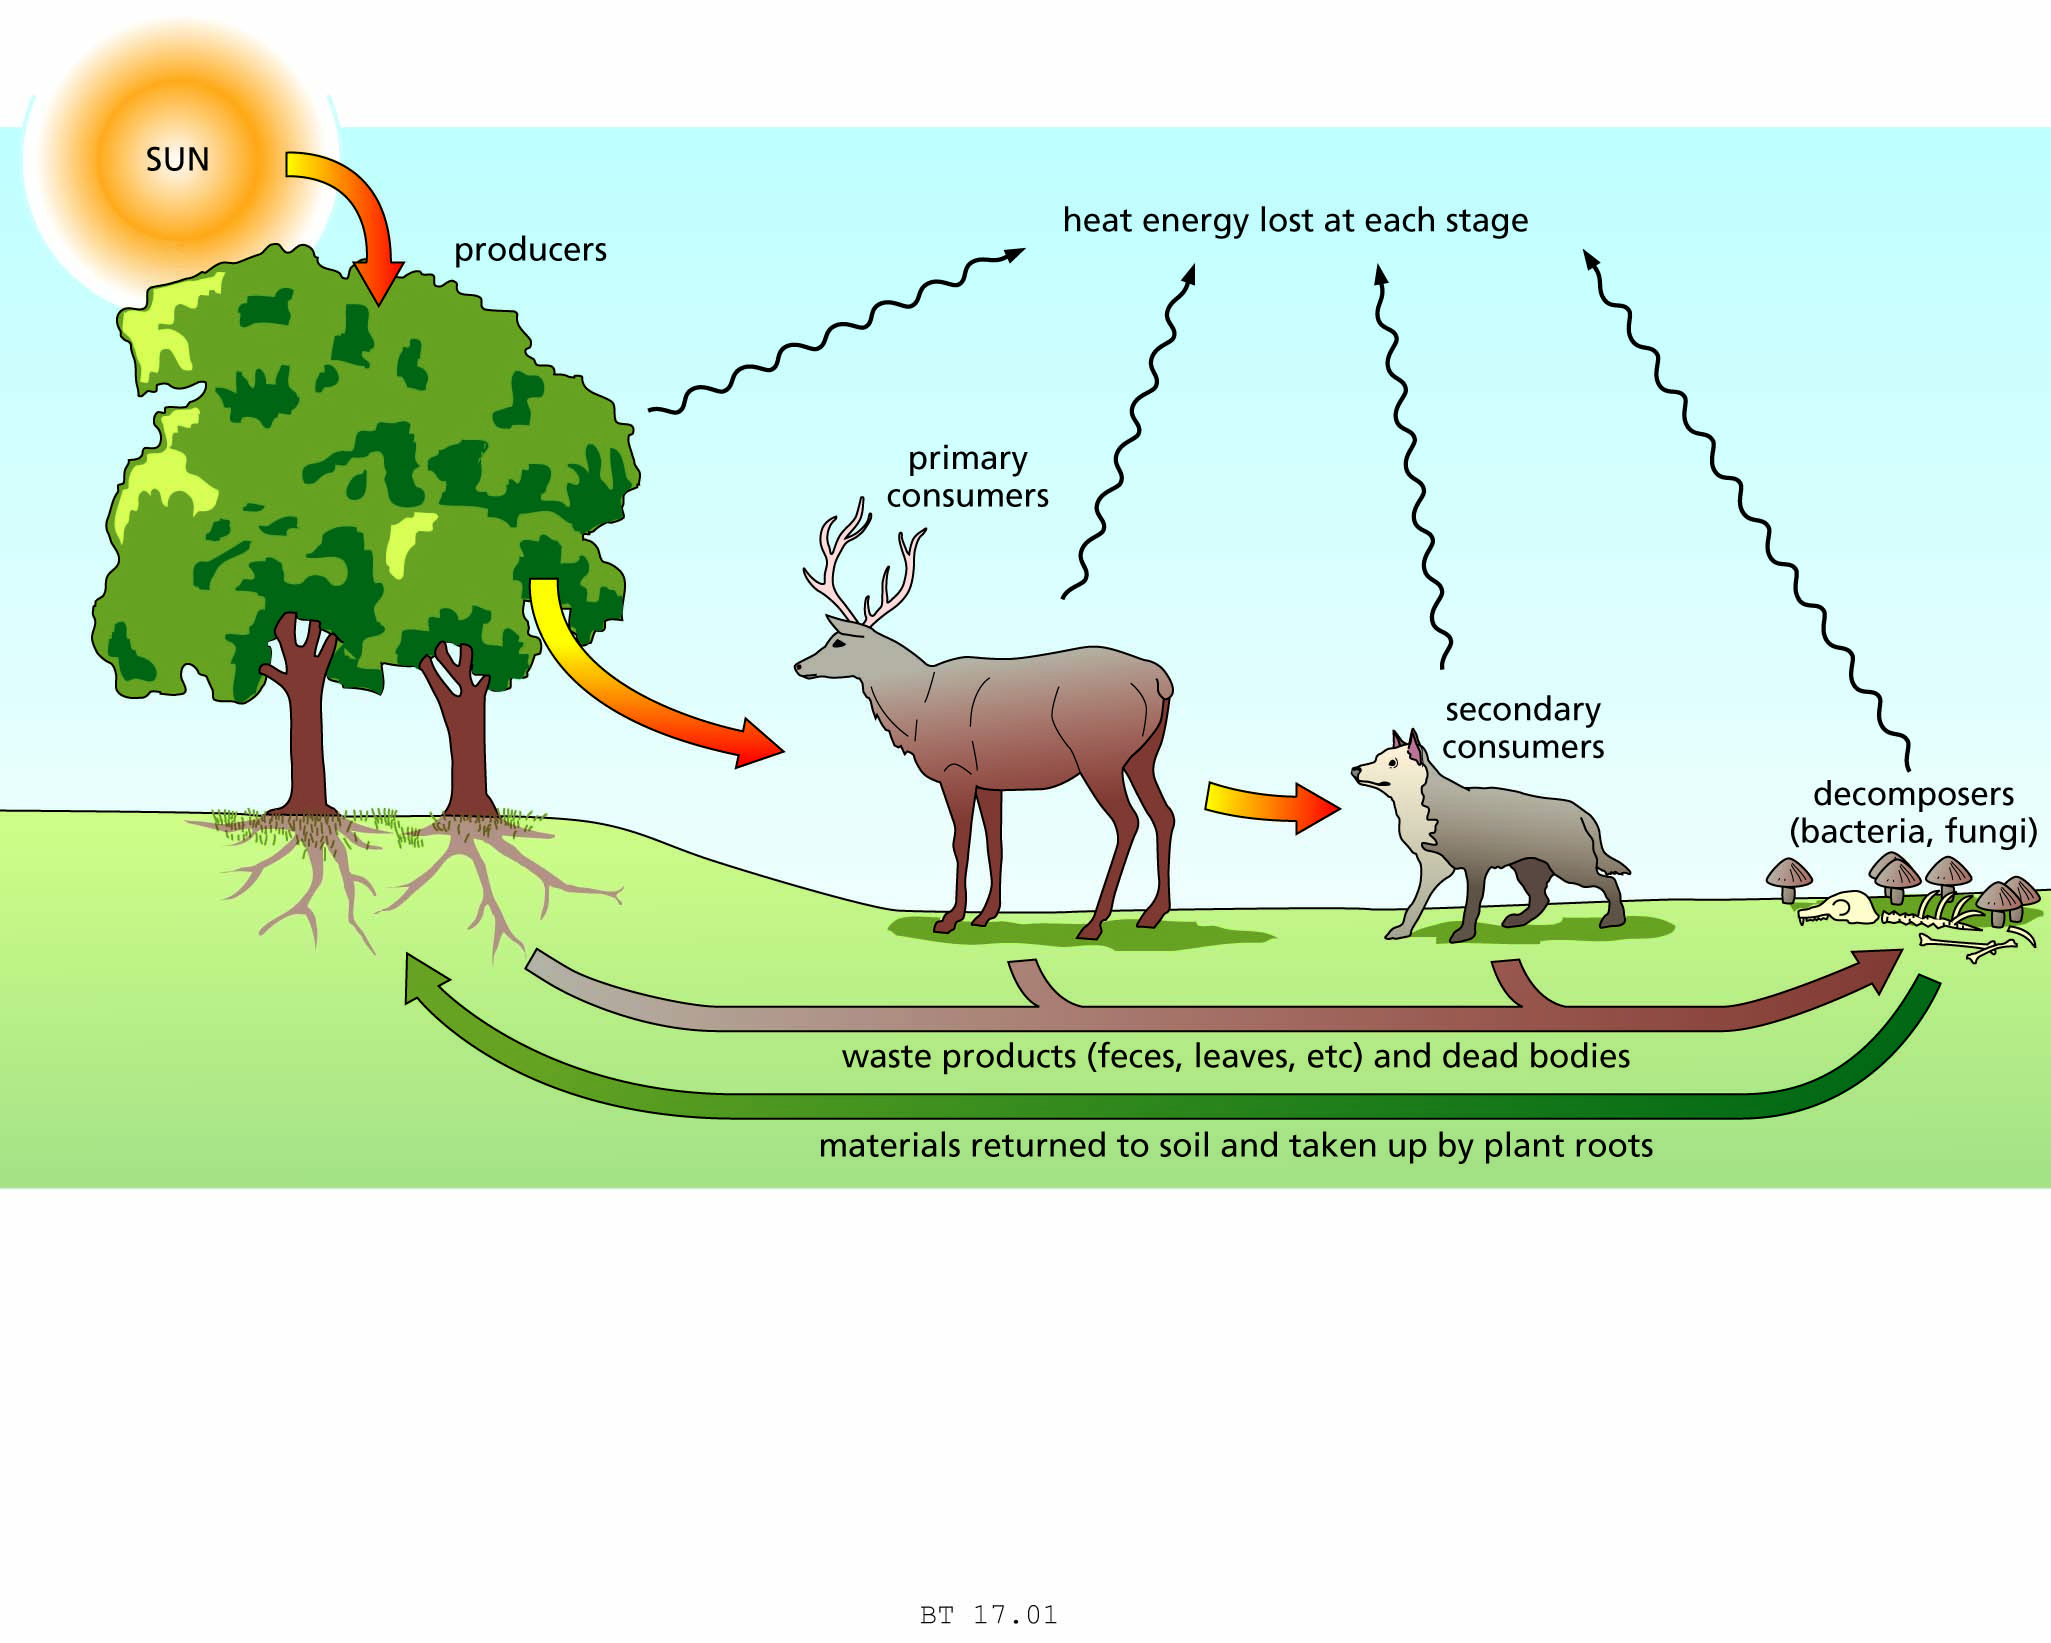 SUN
producers
heat energy lost at each stage
primary
consumers
secondary
consumers
decomposers
(bacteria, fungi)
waste products (feces, leaves, etc) and dead bodies
materials returned to soil and taken up by plant roots
BT 17.01